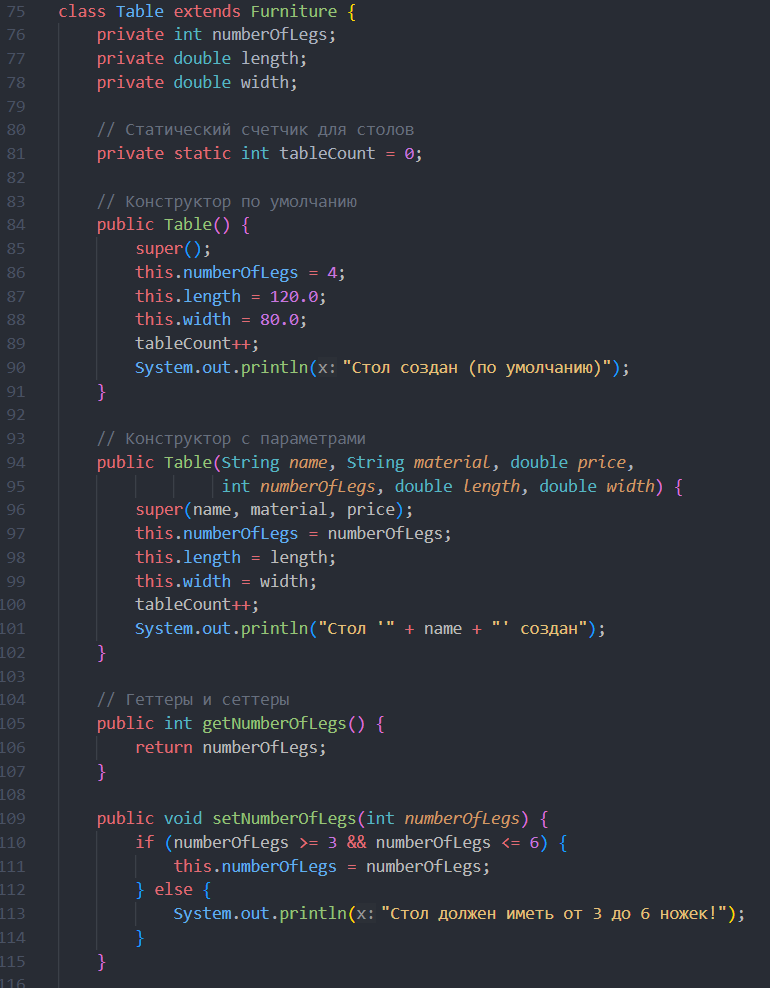 75 class Table extends Furniture {
76 private int numberOfLegs;
77 private double length;
78 private double width;
79
80 // Статический счетчик для столов
81 private static int tableCount = 0;
82
83 // Конструктор по умолчанию
84 public Table() {
85 super();
86 this.numberOfLegs = 4;
87 this.length = 120.0;
88 this.width = 80.0;
89 tableCount++;
90 System.out.println(x: "Стол создан (по умолчанию)");
91 }
92
93 // Конструктор с параметрами
94 public Table(String name, String material, double price,
95 int numberOfLegs, double length, double width) {
96 super(name, material, price);
97 this.numberOfLegs = numberOfLegs;
98 this.length = length;
99 this.width = width;
100 tableCount++;
101 System.out.println("Стол '" + name + "' создан");
102 }
103
104 // Геттеры и сеттеры
105 public int getNumberOfLegs() {
106 return numberOfLegs;
107 }
108
109 public void setNumberOfLegs(int numberOfLegs) {
110 if (numberOfLegs >= 3 && numberOfLegs <= 6) {
111 this.numberOfLegs = numberOfLegs;
112 } else {
113 System.out.println(x: "Стол должен иметь от 3 до 6 ножек!");
114 }
115 }
116